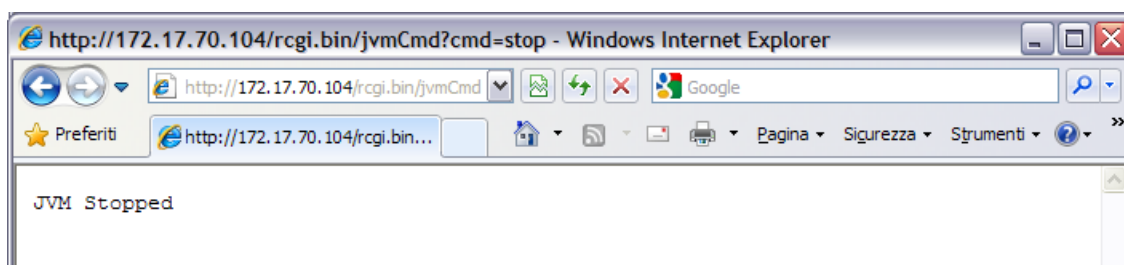 http://172.17.70.104/rcgi.bin/jvmCmd?cmd=stop - Windows Internet Explorer
http://172.17.70.104/rcgi.bin/jvmCmd Google
Preferiti http://172.17.70.104/rcgi.bin... Pagina Sicurezza Strumenti
JVM Stopped